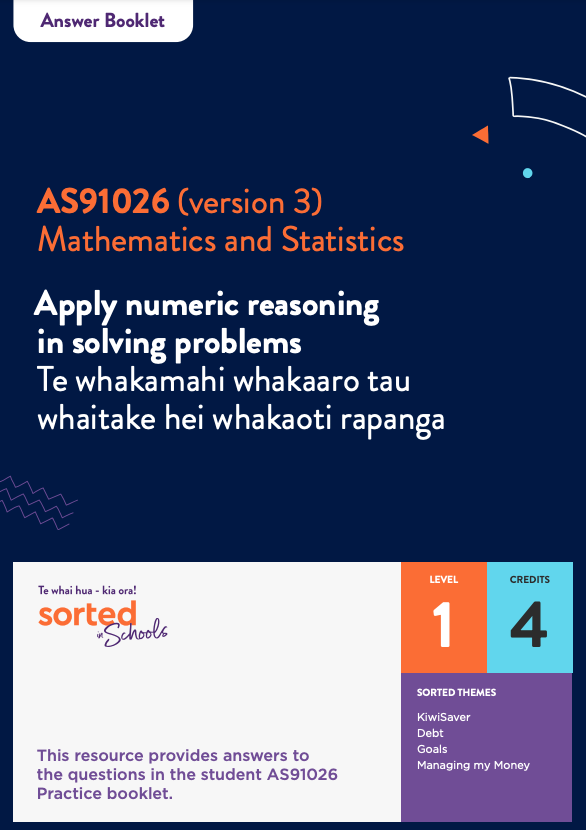 Answer Booklet
AS91026 (version 3)
Mathematics and Statistics
Apply numeric reasoning
in solving problems
Te whakamahi whakaaro tau
whaitake hei whakaoti rapanga
Te whai hua - kia ora!
sorted
in Schools
This resource provides answers to
the questions in the student AS91026
Practice booklet.
LEVEL
1
CREDITS
4
SORTED THEMES
KiwiSaver
Debt
Goals
Managing my Money